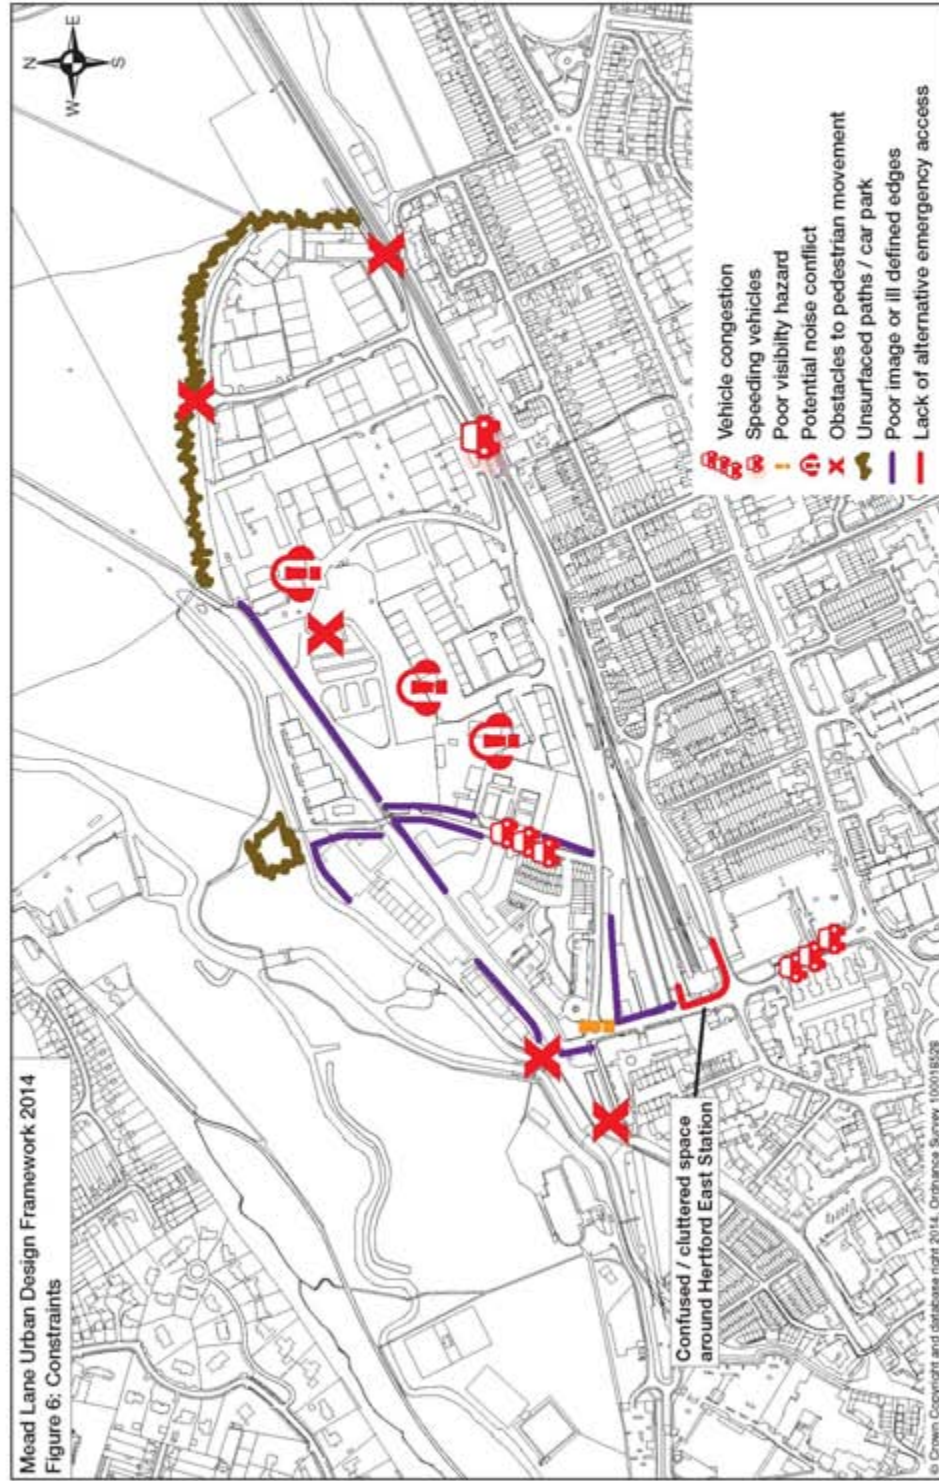 Mead Lane Urban Design Framework 2014
Figure 6: Constraints
N
E
S
W
Confused / cluttered space
around Hertford East Station
Vehicle congestion
Speeding vehicles
Poor visibilty hazard
Potential noise conflict
Obstacles to pedestrian movement
Unsurfaced paths / car park
Poor image or ill defined edges
Lack of alternative emergency access
© Crown Copyright and database right 2014. Ordnance Survey 100018528